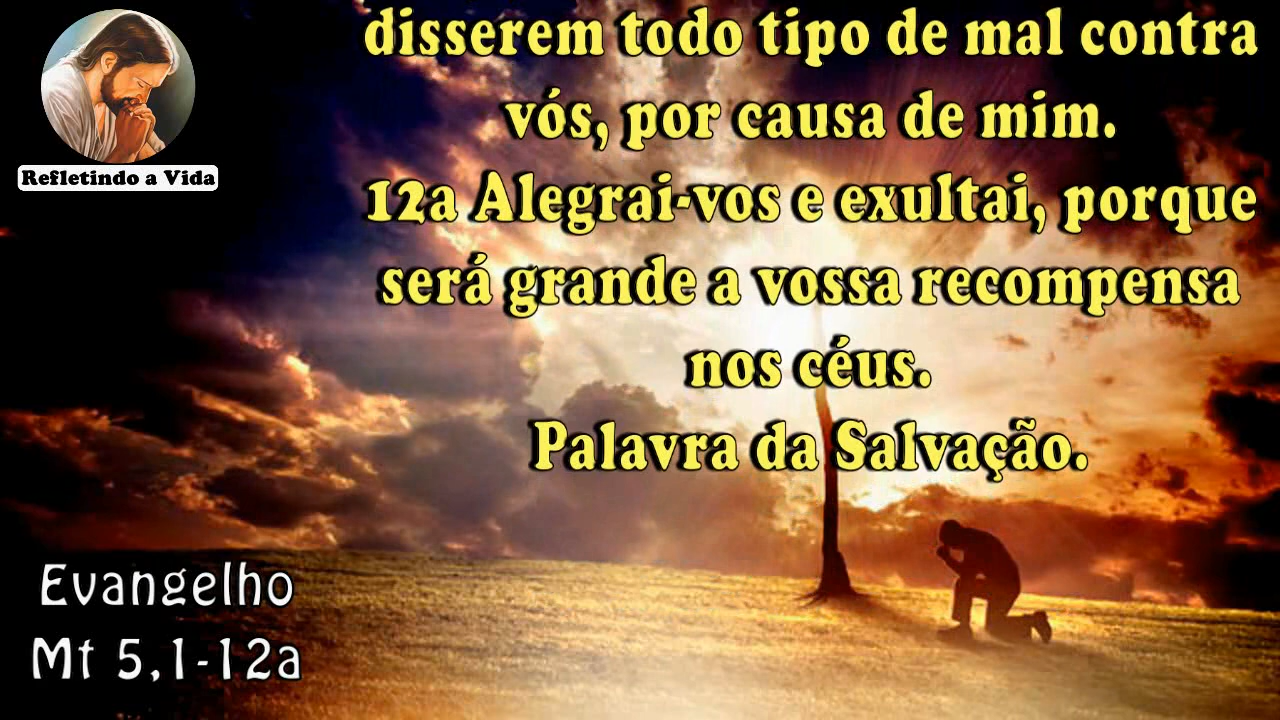 disserem todo tipo de mal contra
vós, por causa de mim.
12a Alegrai-vos e exultai, porque
será grande a vossa recompensa
nos céus.
Palavra da Salvação.
Refletindo a Vida
Evangelho
Mt 5,1-12a